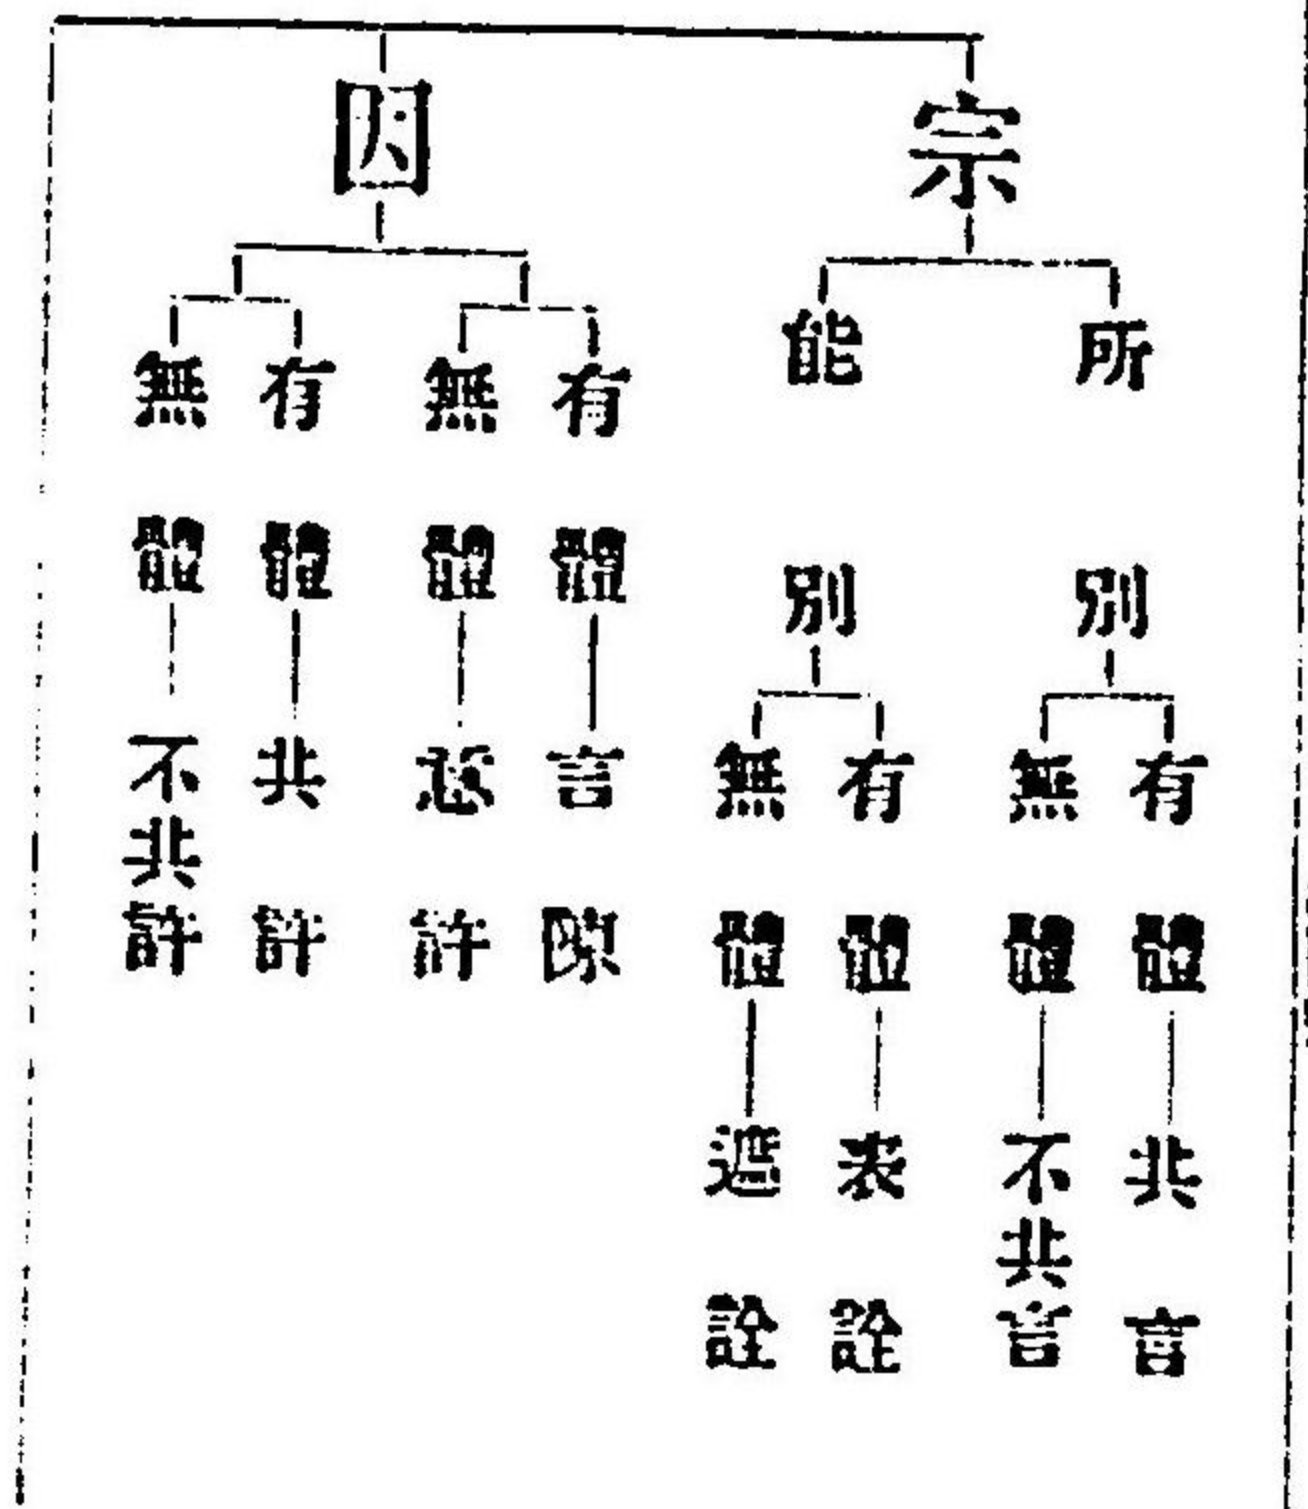 宗
所別
有體
共言
無體
不共言
能別
有體
表詮
無體
遮詮
因
有體
言陳
無體
許
有體
共許
無體
不共許